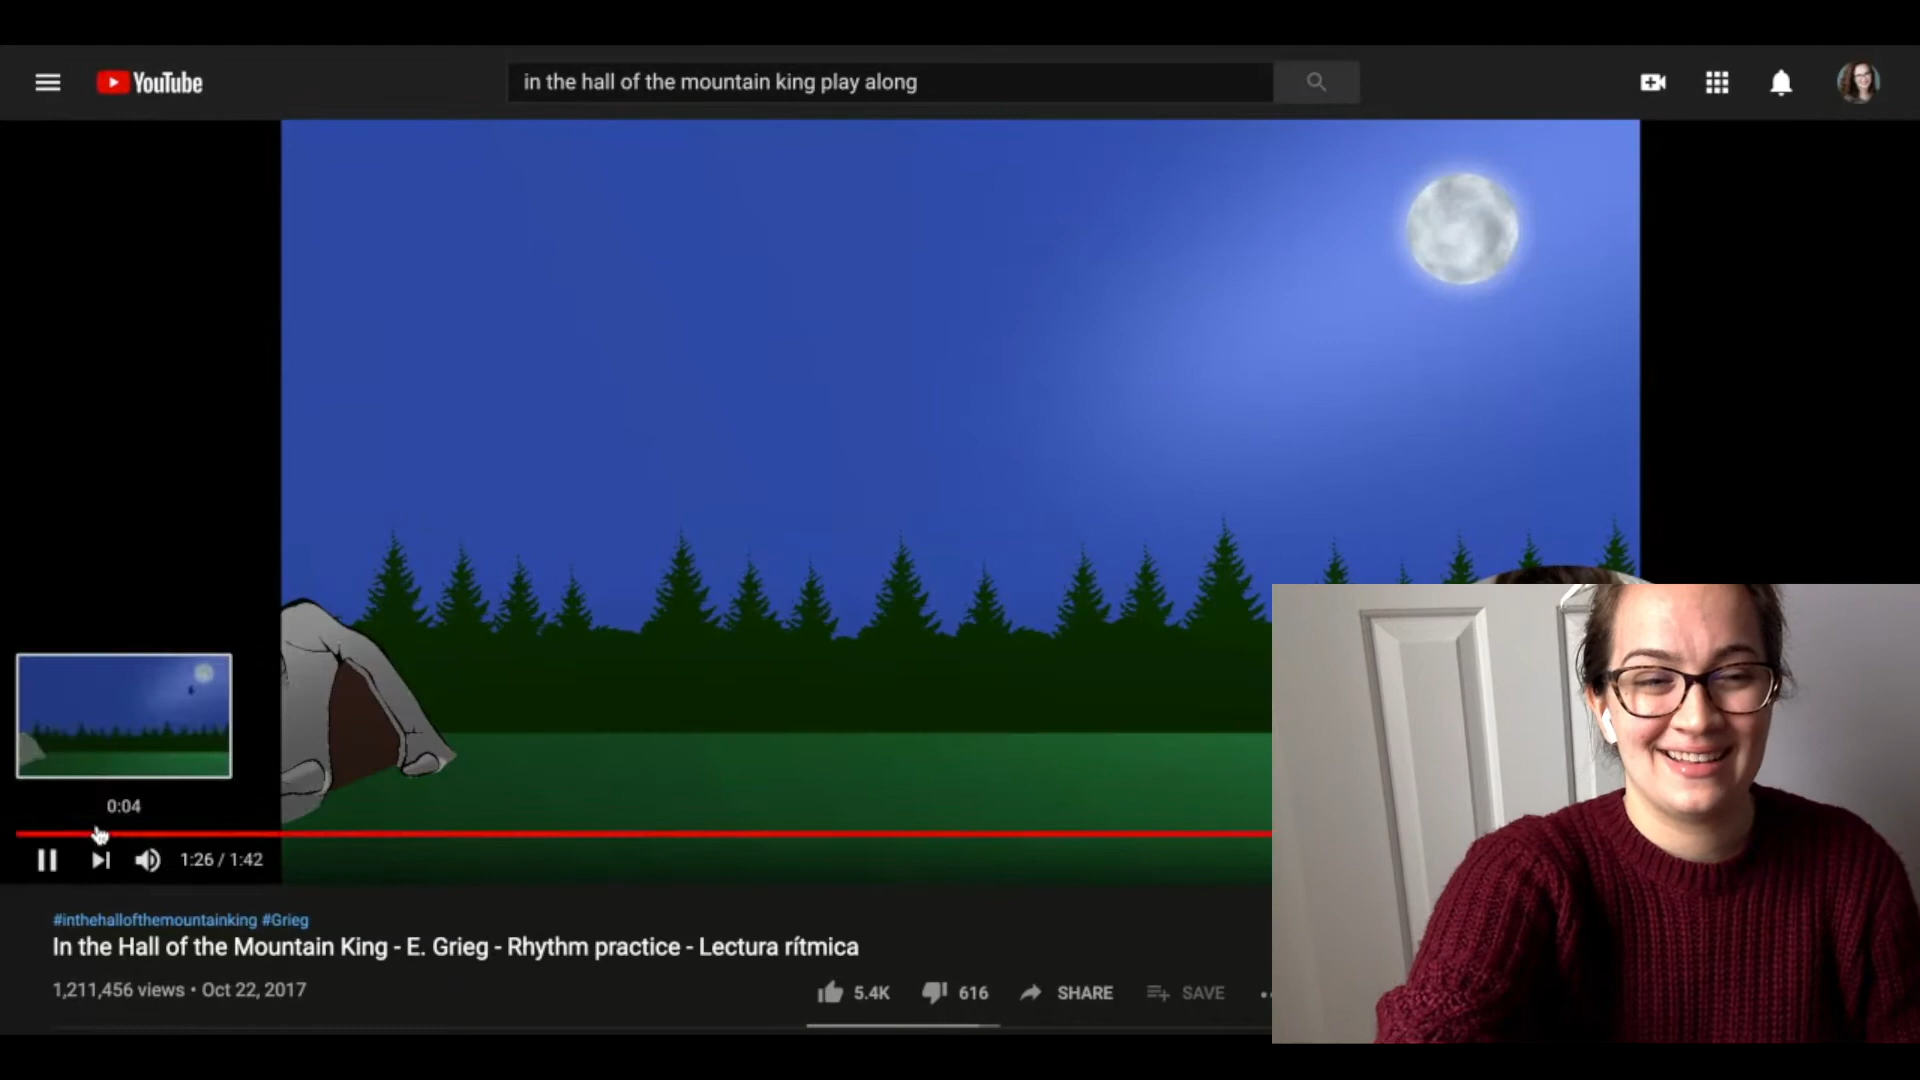 YouTube
in the hall of the mountain king play along
0:04
1:26 / 1:42
#inthehallofthemountainking #Grieg
In the Hall of the Mountain King - E. Grieg - Rhythm practice - Lectura rítmica
1,211,456 views • Oct 22, 2017
5.4K 616 SHARE SAVE